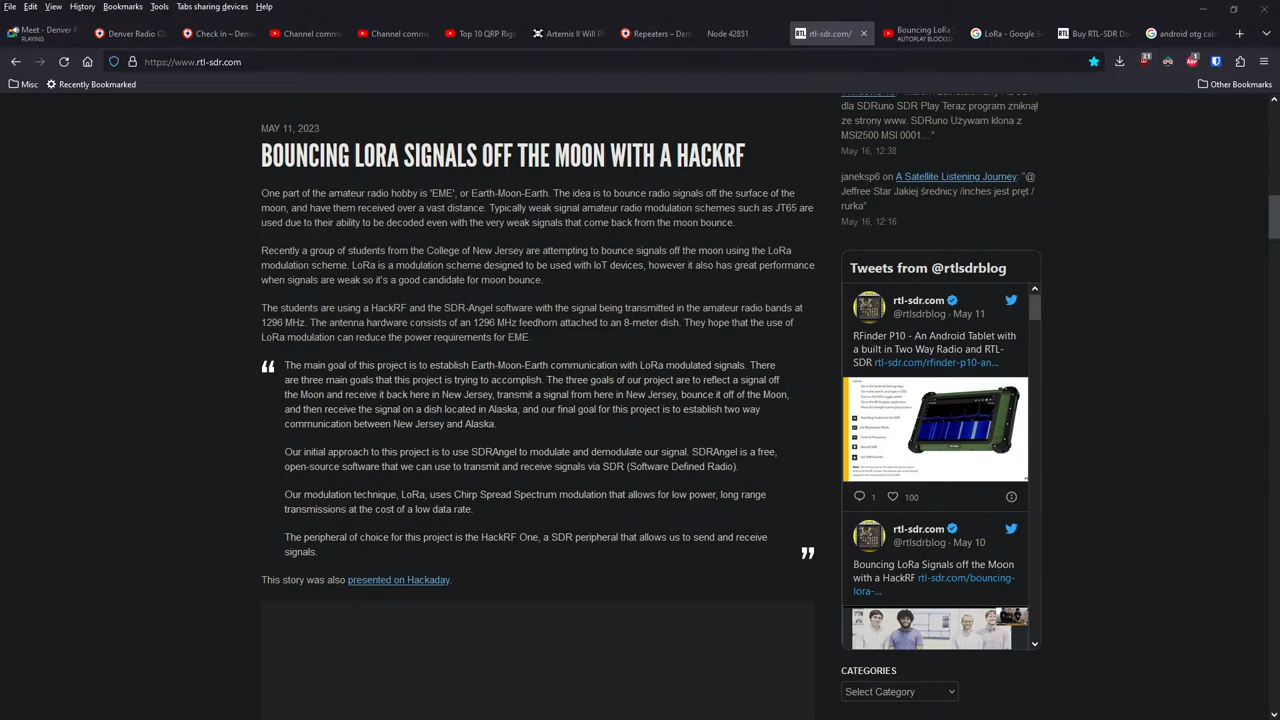 File Edit View History Bookmarks Tools Tabs sharing devices Help
Meet - Denver R
PLAYING
Denver Radio Cl
Check In – Denv
Channel comme
Channel comme
Top 10 QRP Rigs
Artemis II Will P
Repeaters – Den
Node 42851
RTL rtl-sdr.com/
Bouncing LoRa S
AUTOPLAY BLOCKED
LoRa - Google Se
Buy RTL-SDR Do
android otg cabl
https://www.rtl-sdr.com
31
1
Misc
Recently Bookmarked
Other Bookmarks
MAY 11, 2023
BOUNCING LORA SIGNALS OFF THE MOON WITH A HACKRF
One part of the amateur radio hobby is 'EME', or Earth-Moon-Earth. The idea is to bounce radio signals off the surface of the
moon, and have them received over a vast distance. Typically weak signal amateur radio modulation schemes such as JT65 are
used due to their ability to be decoded even with the very weak signals that come back from the moon bounce.
Recently a group of students from the College of New Jersey are attempting to bounce signals off the moon using the LoRa
modulation scheme. LoRa is a modulation scheme designed to be used with IoT devices, however it also has great performance
when signals are weak so it's a good candidate for moon bounce.
The students are using a HackRF and the SDR-Angel software with the signal being transmitted in the amateur radio bands at
1296 MHz. The antenna hardware consists of an 1296 MHz feedhorn attached to an 8-meter dish. They hope that the use of
LoRa modulation can reduce the power requirements for EME.
“ The main goal of this project is to establish Earth-Moon-Earth communication with LoRa modulated signals. There
are three main goals that this project is trying to accomplish. The three goals of our project are to reflect a signal off
the Moon and receive it back here in New Jersey, transmit a signal from here in New Jersey, bounce it off of the Moon,
and then receive the signal on a dish located in Alaska, and our final goal for this project is to establish two way
communication between New Jersey and Alaska.
Our initial approach to this project is to use SDRAngel to modulate and demodulate our signal. SDRAngel is a free,
open-source software that we can use to transmit and receive signals via SDR (Software Defined Radio).
Our modulation technique, LoRa, uses Chirp Spread Spectrum modulation that allows for low power, long range
transmissions at the cost of a low data rate.
The peripheral of choice for this project is the HackRF One, a SDR peripheral that allows us to send and receive
signals. ”
This story was also presented on Hackaday.
dla SDRuno SDR Play Teraz program zniknął
ze strony www. SDRuno Używam klona z
MSI2500 MSI 0001…”
May 16, 12:38
janeksp6 on A Satellite Listening Journey: “@
Jeffree Star Jakiej średnicy /inches jest pręt /
rurka”
May 16, 12:16
Tweets from @rtlsdrblog
rtl-sdr.com
@rtlsdrblog · May 11
RFinder P10 - An Android Tablet with
a built in Two Way Radio and RTL-
SDR rtl-sdr.com/rfinder-p10-an…
1 100
rtl-sdr.com
@rtlsdrblog · May 10
Bouncing LoRa Signals off the Moon
with a HackRF rtl-sdr.com/bouncing-
lora-…
CATEGORIES
Select Category